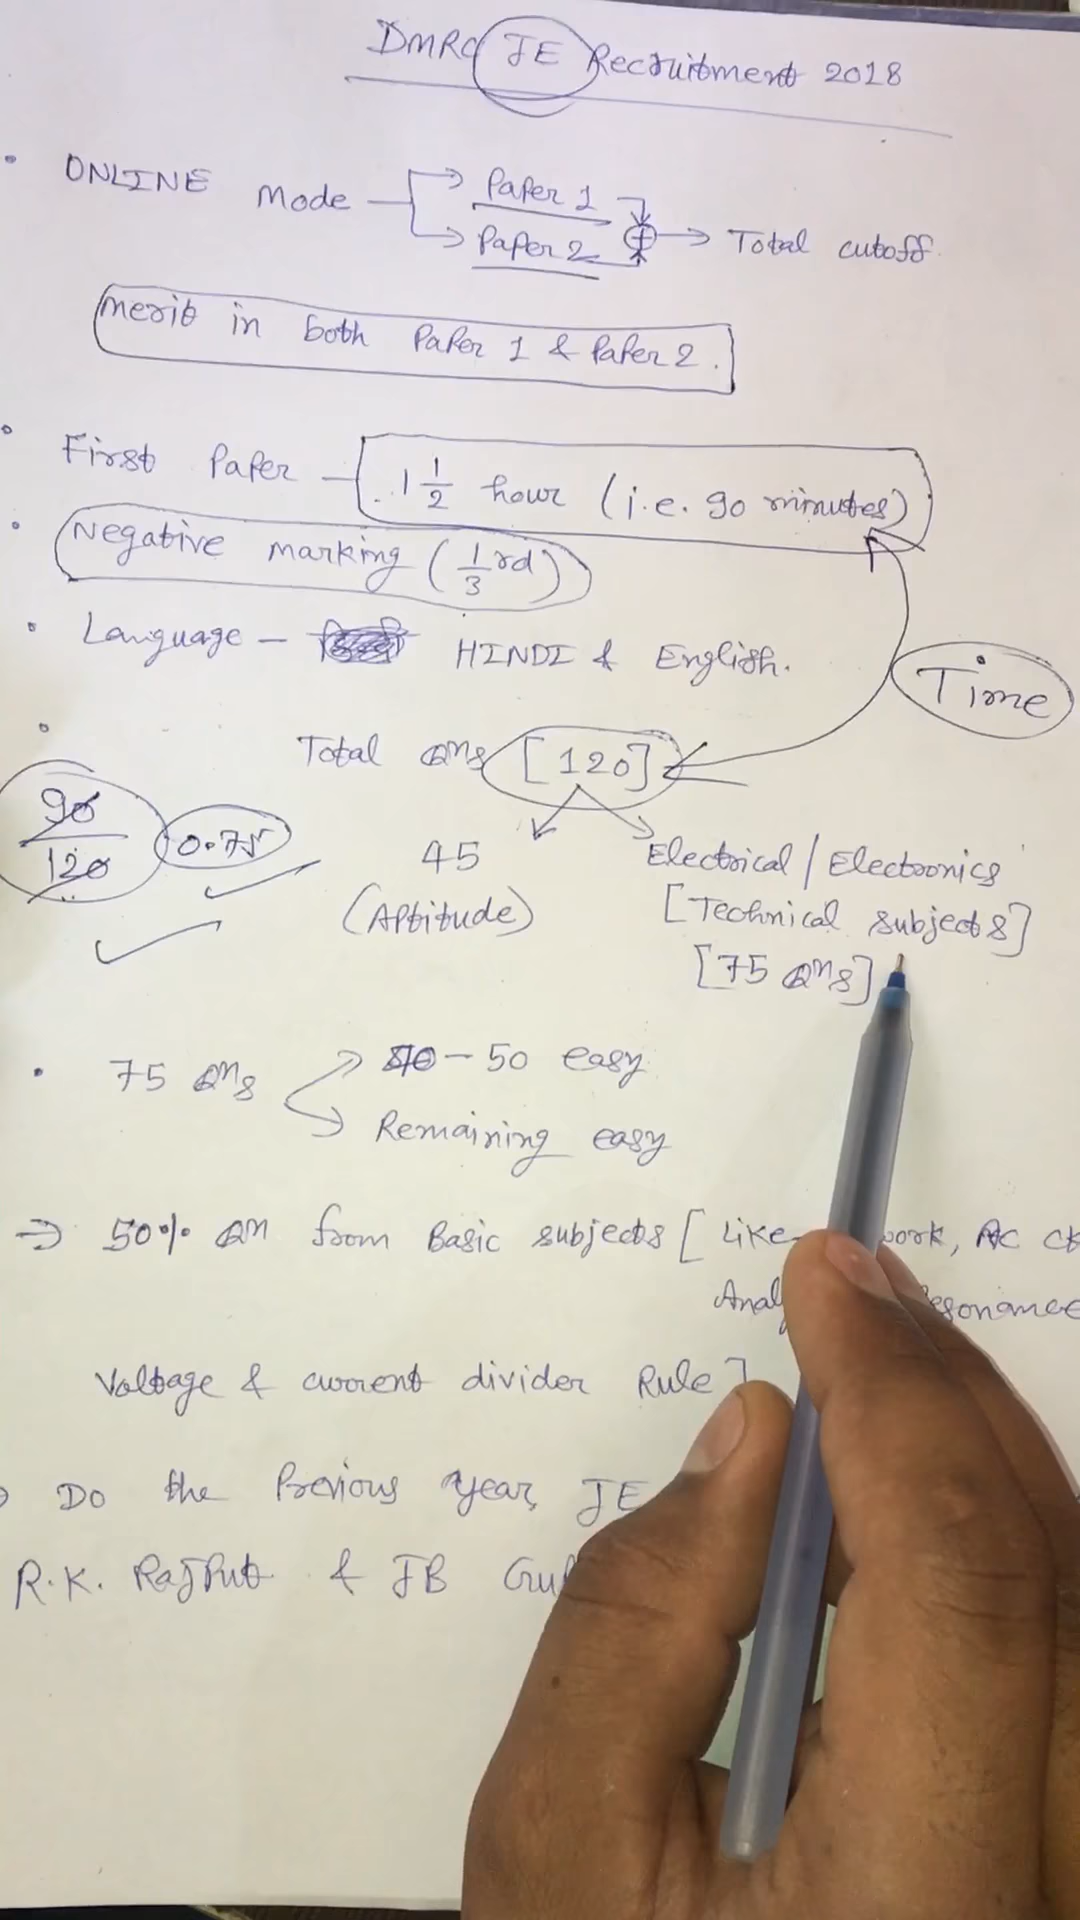 DMRC JE Recruitment 2018
ONLINE Mode → Paper 1
→ Paper 2 + → Total cutoff
Merit in both Paper 1 & Paper 2.
First Paper - 1 1/2 hour (i.e. 90 minutes)
Negative marking (1/3 rd)
Language - HINDI & English.
Time
Total Qns [120]
90/120 0.75
45 (Aptitude)
Electrical / Electronics
[Technical subjects]
[75 Qns]
75 Qns → 40 - 50 easy
→ Remaining easy
⇒ 50% Qn from Basic subjects [Like work, AC ck
Anal esonance
Voltage & current divider Rule]
Do the Previous year JE
R.K. Rajput & JB Gu